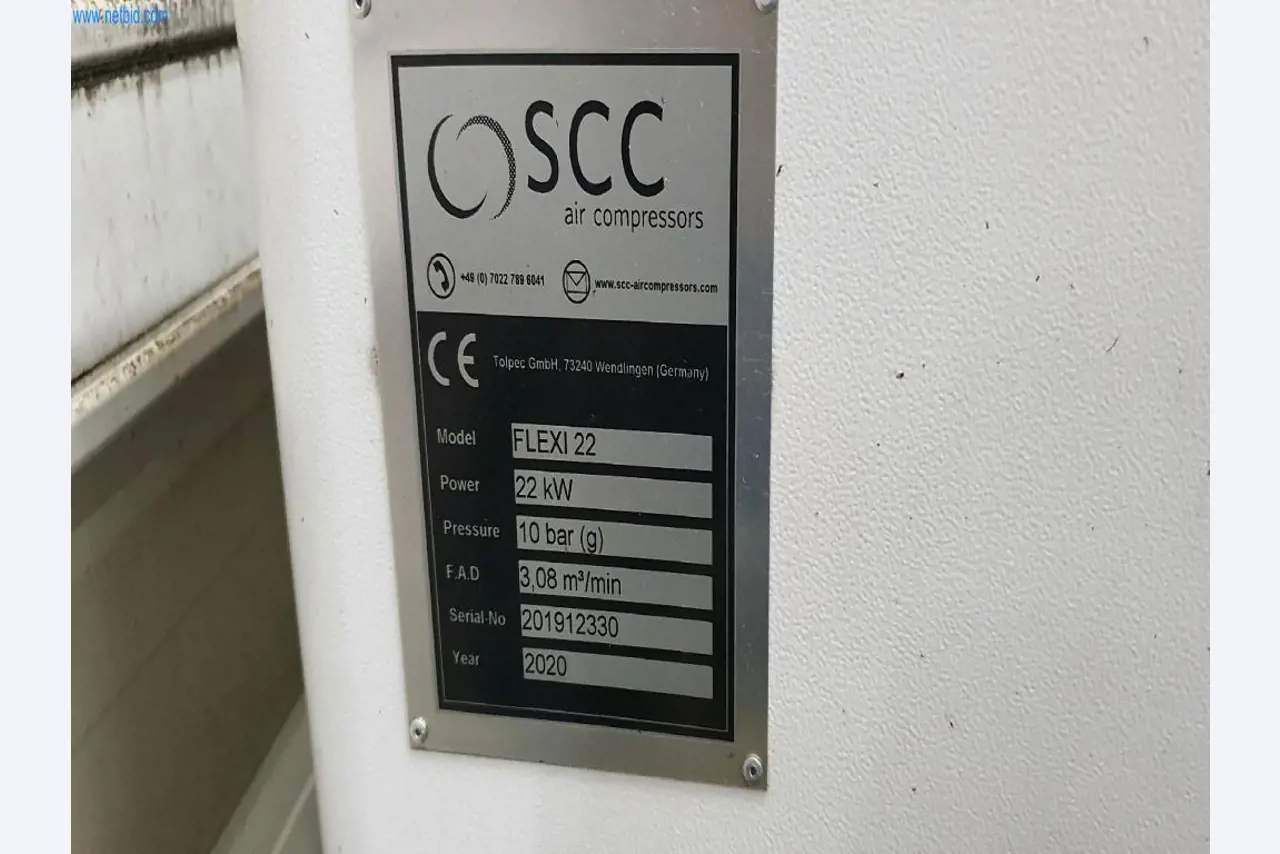 www.netbid.com
SCC
air compressors
+49 (0) 7022 789 6041 www.scc-aircompressors.com
CE Tolpec GmbH, 73240 Wendlingen (Germany)
Model FLEXI 22
Power 22 kW
Pressure 10 bar (g)
F.A.D 3,08 m³/min
Serial-No 201912330
Year 2020